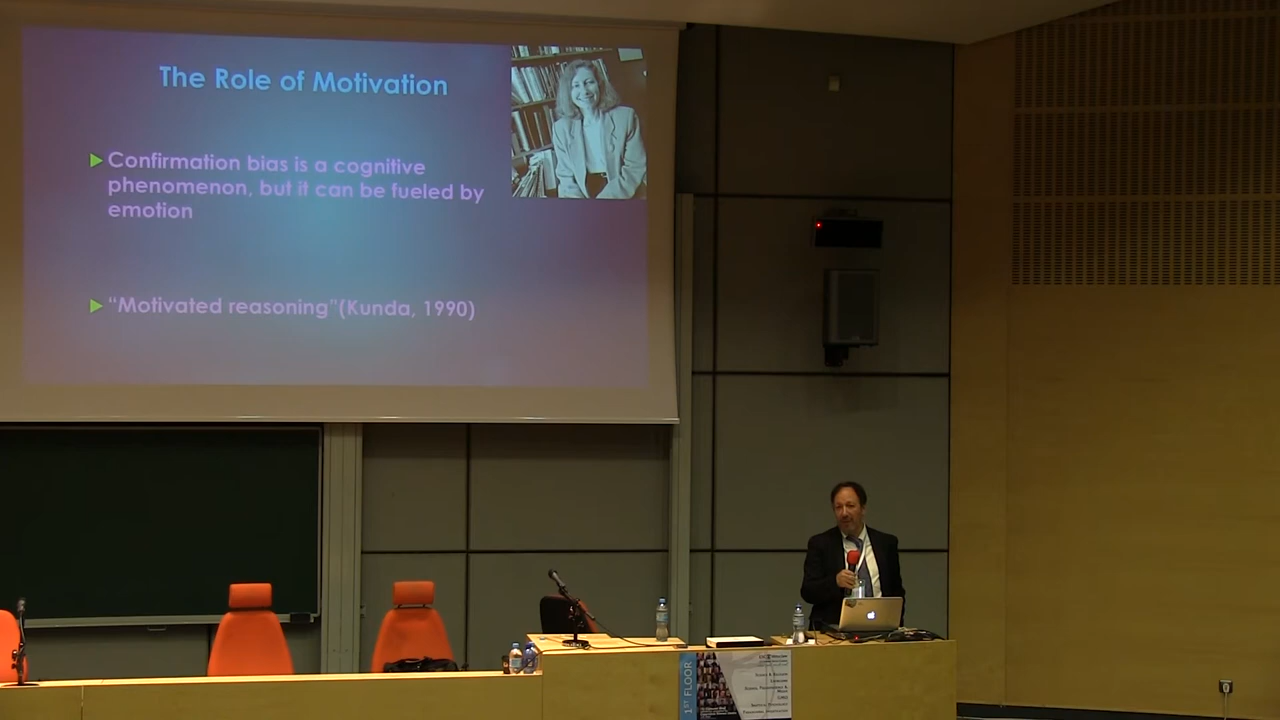 The Role of Motivation
Confirmation bias is a cognitive
phenomenon, but it can be fueled by
emotion
“Motivated reasoning”(Kunda, 1990)
1ST FLOOR